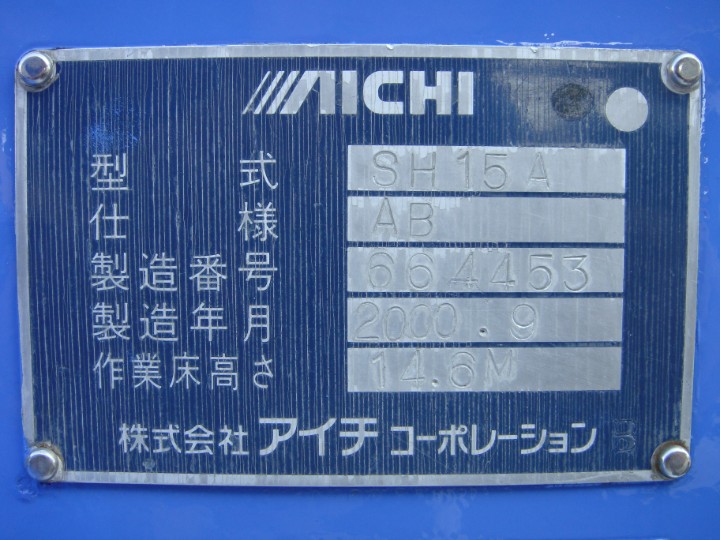 AICHI
型式 SH15A
仕様 AB
製造番号 664453
製造年月 2000.9
作業床高さ 14.6M
株式会社 アイチ コーポレーション B